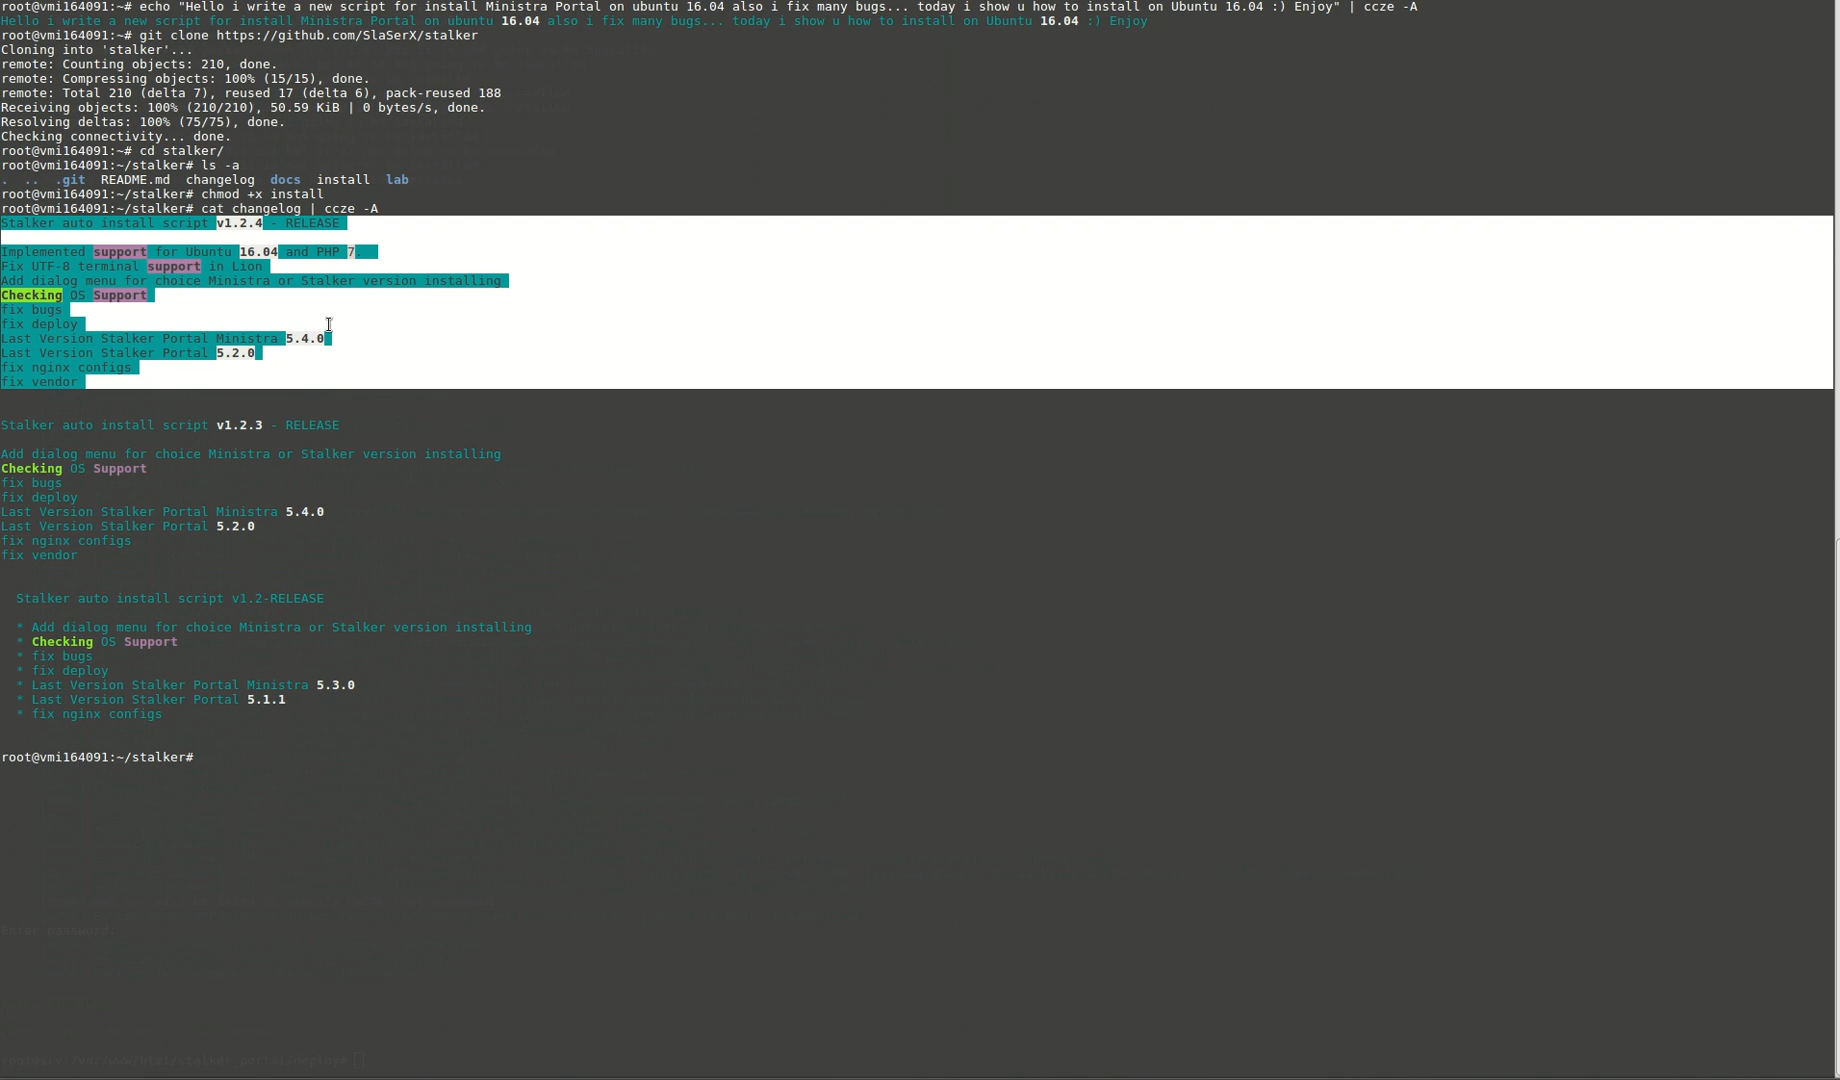 root@vmi164091:~# echo "Hello i write a new script for install Ministra Portal on ubuntu 16.04 also i fix many bugs... today i show u how to install on Ubuntu 16.04 :) Enjoy" | ccze -A
Hello i write a new script for install Ministra Portal on ubuntu 16.04 also i fix many bugs... today i show u how to install on Ubuntu 16.04 :) Enjoy
root@vmi164091:~# git clone https://github.com/SlaSerX/stalker
Cloning into 'stalker'...
remote: Counting objects: 210, done.
remote: Compressing objects: 100% (15/15), done.
remote: Total 210 (delta 7), reused 17 (delta 6), pack-reused 188
Receiving objects: 100% (210/210), 50.59 KiB | 0 bytes/s, done.
Resolving deltas: 100% (75/75), done.
Checking connectivity... done.
root@vmi164091:~# cd stalker/
root@vmi164091:~/stalker# ls -a
.  ..  .git  README.md  changelog  docs  install  lab
root@vmi164091:~/stalker# chmod +x install
root@vmi164091:~/stalker# cat changelog | ccze -A
Stalker auto install script v1.2.4 - RELEASE
Implemented support for Ubuntu 16.04 and PHP 7.
Fix UTF-8 terminal support in Lion
Add dialog menu for choice Ministra or Stalker version installing
Checking OS Support
fix bugs
fix deploy
Last Version Stalker Portal Ministra 5.4.0
Last Version Stalker Portal 5.2.0
fix nginx configs
fix vendor
Stalker auto install script v1.2.3 - RELEASE
Add dialog menu for choice Ministra or Stalker version installing
Checking OS Support
fix bugs
fix deploy
Last Version Stalker Portal Ministra 5.4.0
Last Version Stalker Portal 5.2.0
fix nginx configs
fix vendor
Stalker auto install script v1.2-RELEASE
* Add dialog menu for choice Ministra or Stalker version installing
* Checking OS Support
* fix bugs
* fix deploy
* Last Version Stalker Portal Ministra 5.3.0
* Last Version Stalker Portal 5.1.1
* fix nginx configs
root@vmi164091:~/stalker#
Enter password: